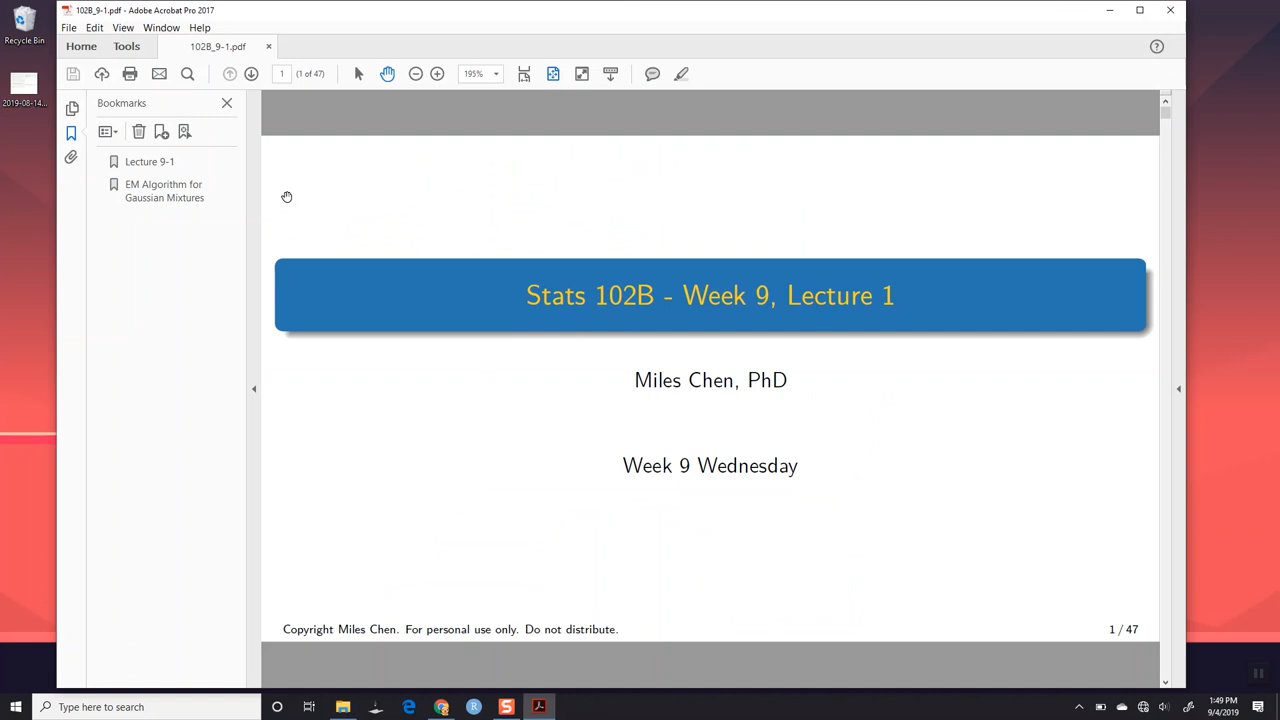 102B_9-1.pdf - Adobe Acrobat Pro 2017
Recycle Bin
File Edit View Window Help
Home Tools 102B_9-1.pdf
1 (1 of 47) 195%
2019-08-14...
Bookmarks
Lecture 9-1
EM Algorithm for
Gaussian Mixtures
Stats 102B - Week 9, Lecture 1
Miles Chen, PhD
Week 9 Wednesday
Copyright Miles Chen. For personal use only. Do not distribute.
1 / 47
Type here to search
1:49 PM
9/4/2019